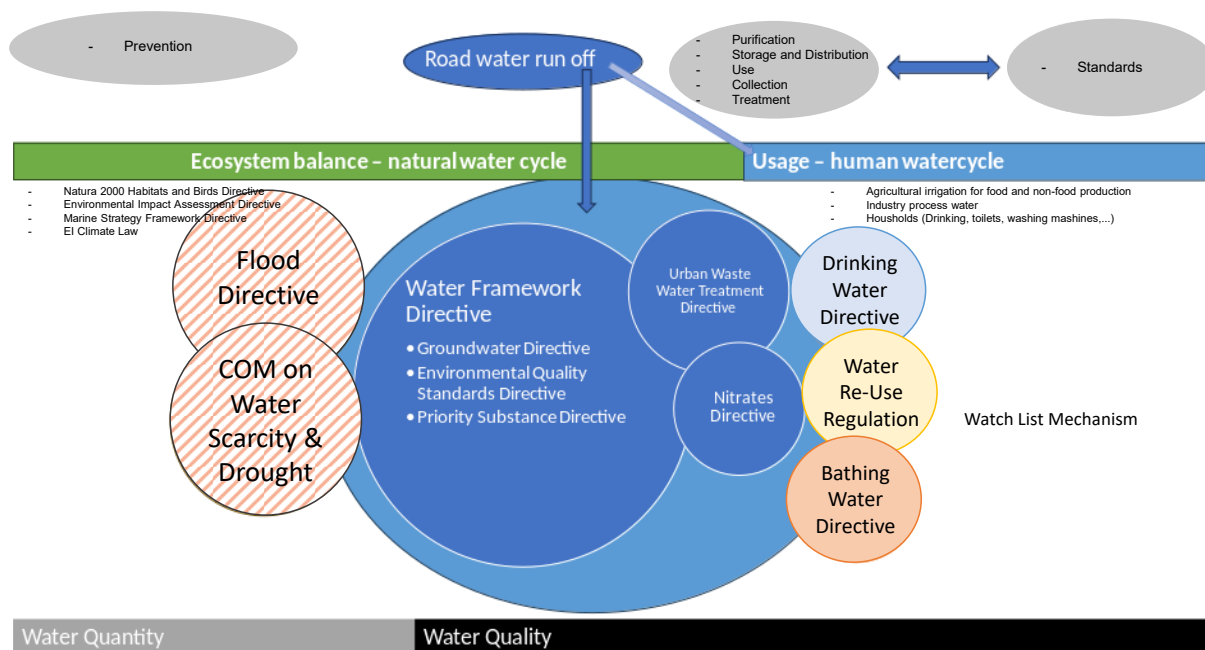 - Prevention
Road water run off
- Purification
- Storage and Distribution
- Use
- Collection
- Treatment
- Standards
Ecosystem balance – natural water cycle
Usage – human watercycle
- Natura 2000 Habitats and Birds Directive
- Environmental Impact Assessment Directive
- Marine Strategy Framework Directive
- EI Climate Law
- Agricultural irrigation for food and non-food production
- Industry process water
- Housholds (Drinking, toilets, washing mashines,...)
Flood
Directive
COM on
Water
Scarcity &
Drought
Water Framework
Directive
• Groundwater Directive
• Environmental Quality
Standards Directive
• Priority Substance Directive
Urban Waste
Water Treatment
Directive
Nitrates
Directive
Drinking
Water
Directive
Water
Re-Use
Regulation
Bathing
Water
Directive
Watch List Mechanism
Water Quantity
Water Quality